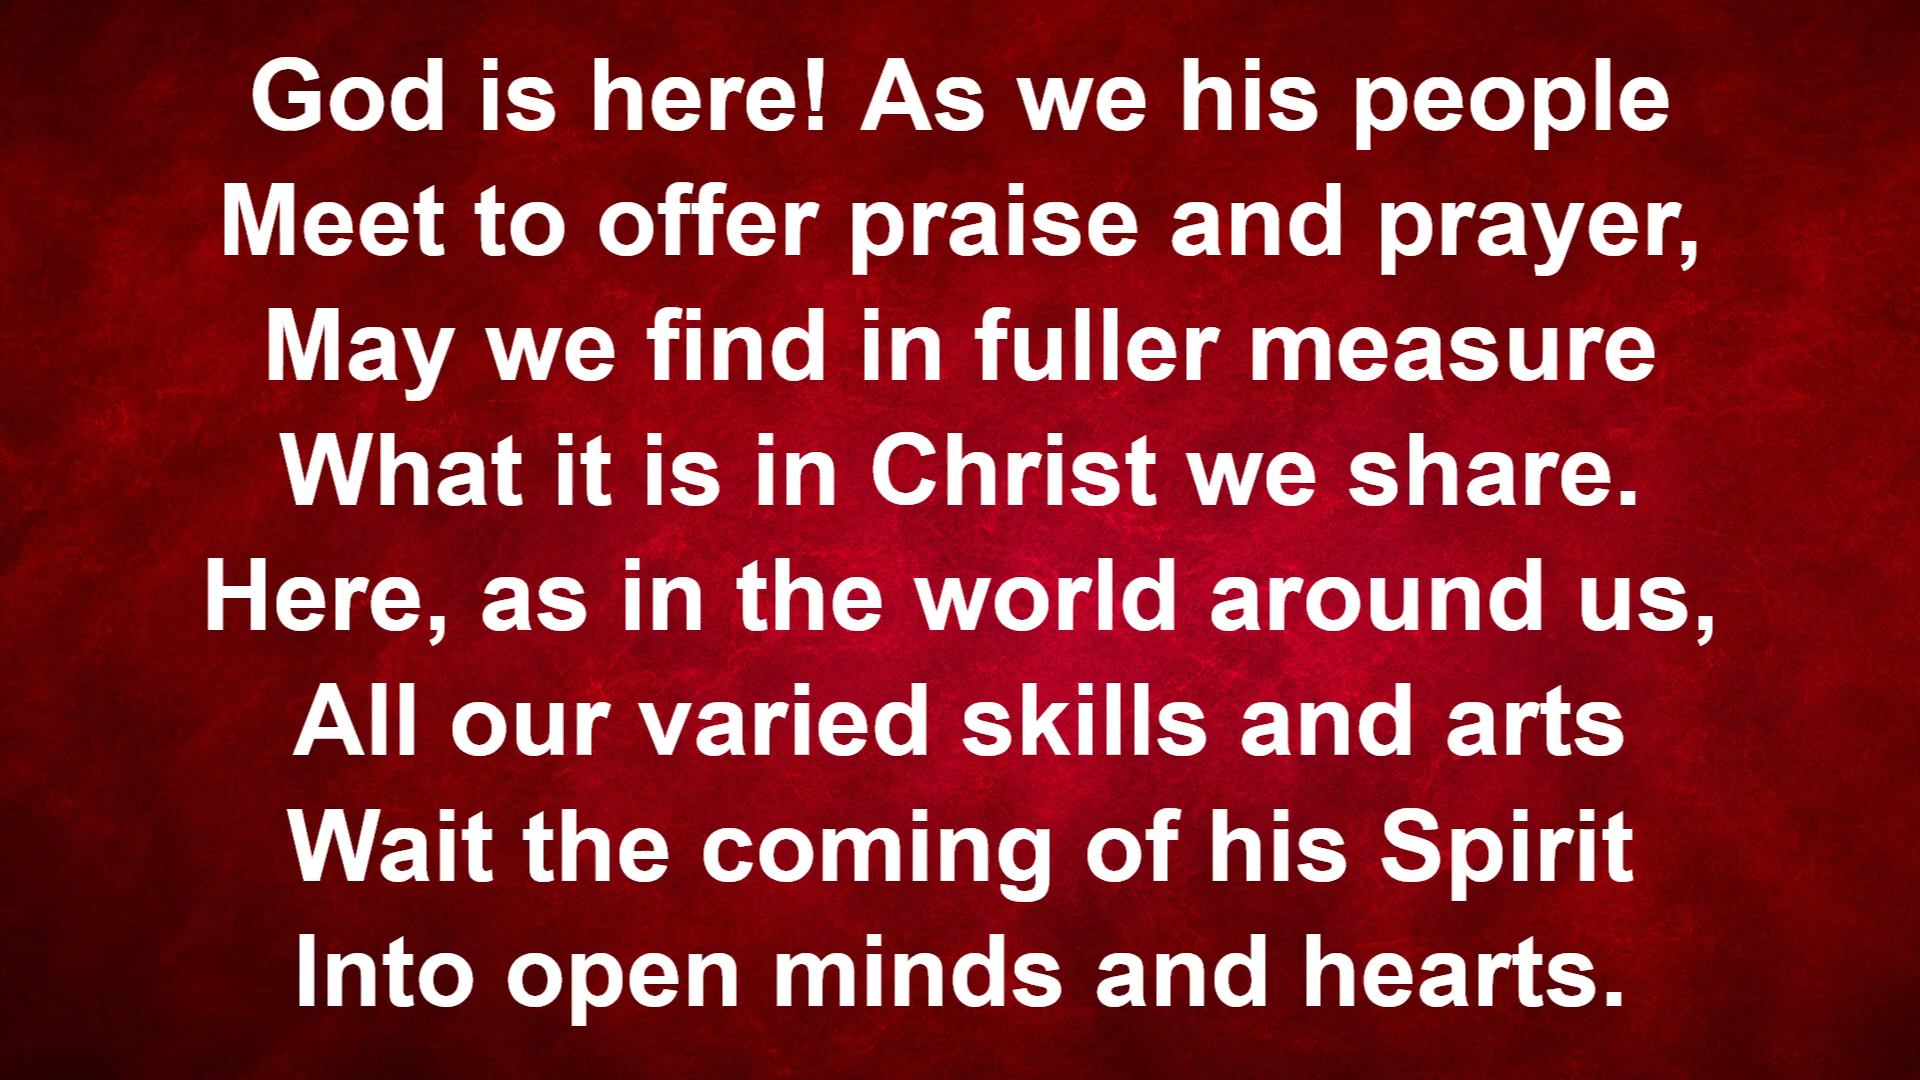 God is here! As we his people
Meet to offer praise and prayer,
May we find in fuller measure
What it is in Christ we share.
Here, as in the world around us,
All our varied skills and arts
Wait the coming of his Spirit
Into open minds and hearts.